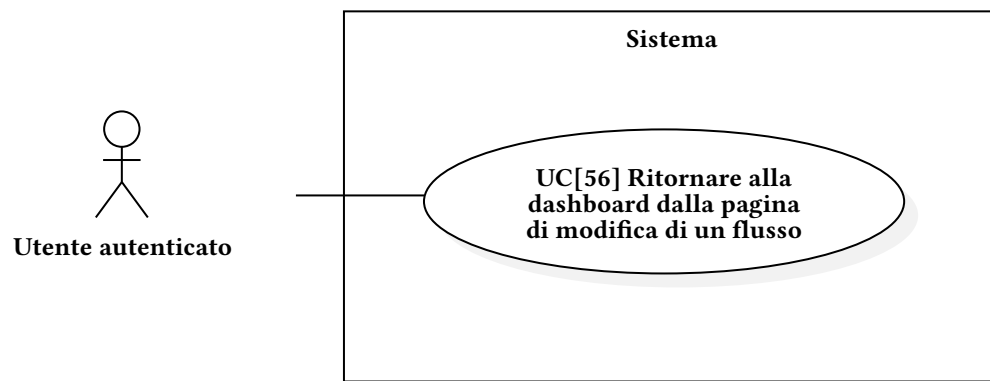 Sistema
UC[56] Ritornare alla
dashboard dalla pagina
di modifica di un flusso
Utente autenticato